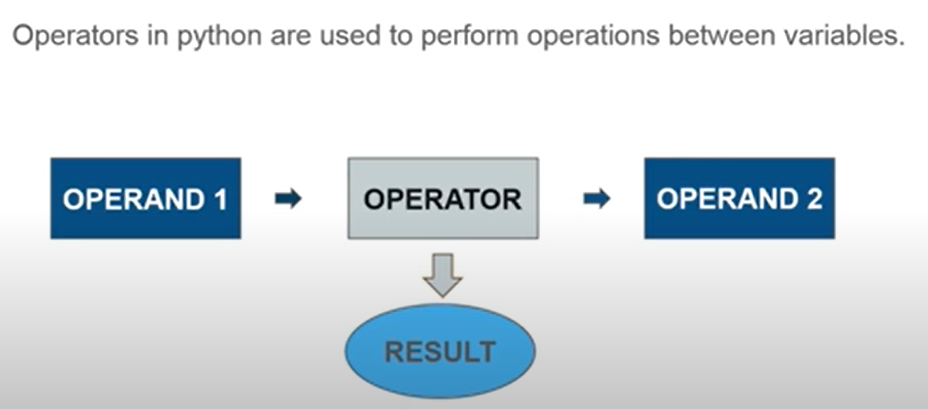 Operators in python are used to perform operations between variables.
OPERAND 1
OPERATOR
OPERAND 2
RESULT